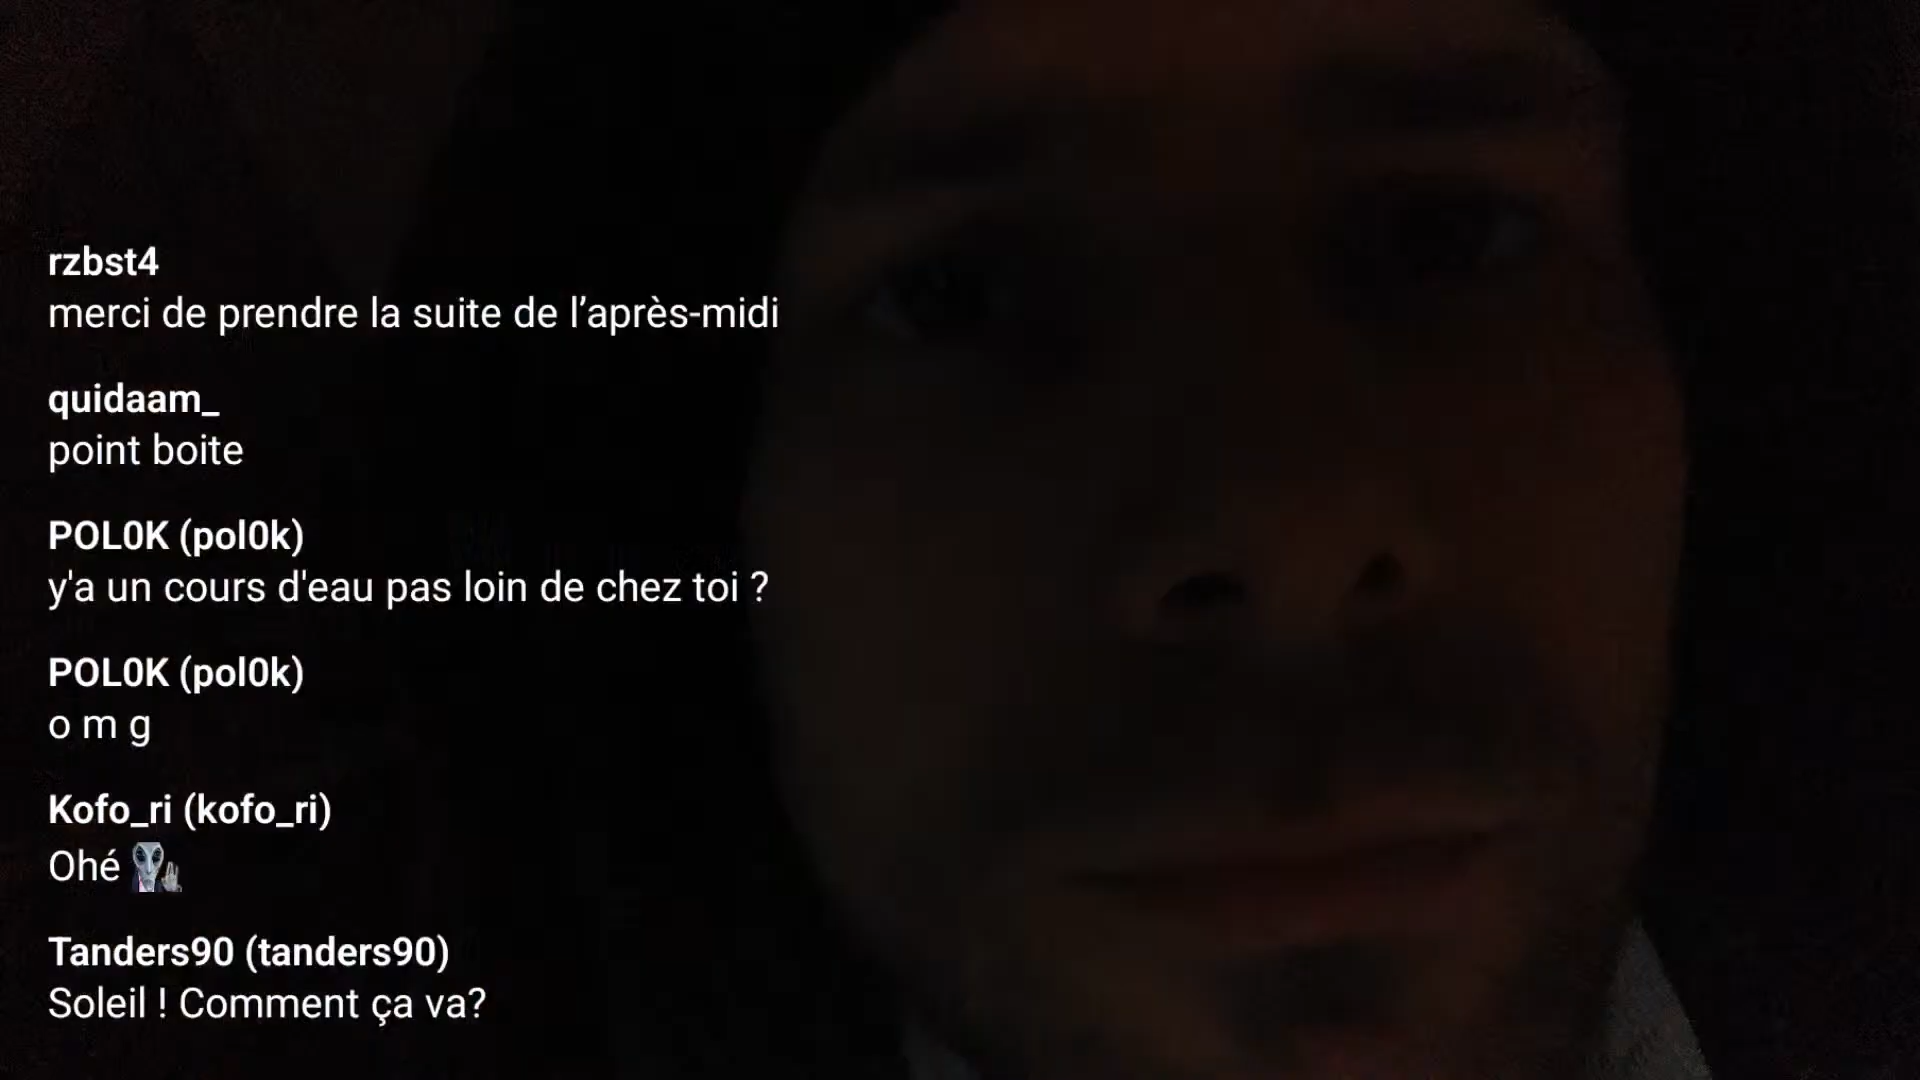 rzbst4
merci de prendre la suite de l’après-midi
quidaam_
point boite
POL0K (pol0k)
y'a un cours d'eau pas loin de chez toi ?
POL0K (pol0k)
o m g
Kofo_ri (kofo_ri)
Ohé
Tanders90 (tanders90)
Soleil ! Comment ça va?